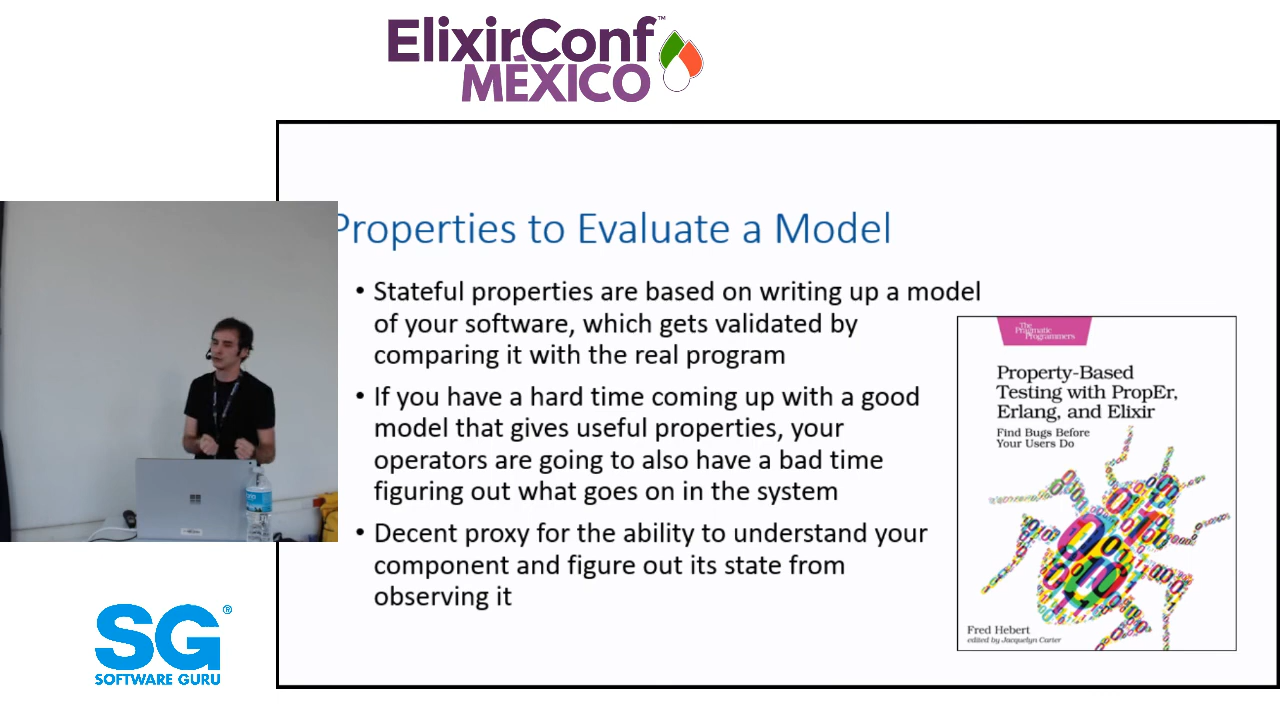 ElixirConf™
MÉXICO
Properties to Evaluate a Model
• Stateful properties are based on writing up a model
of your software, which gets validated by
comparing it with the real program
• If you have a hard time coming up with a good
model that gives useful properties, your
operators are going to also have a bad time
figuring out what goes on in the system
• Decent proxy for the ability to understand your
component and figure out its state from
observing it
The
Pragmatic
Programmers
Property-Based
Testing with PropEr,
Erlang, and Elixir
Find Bugs Before
Your Users Do
Fred Hebert
edited by Jacquelyn Carter
SG®
SOFTWARE GURU